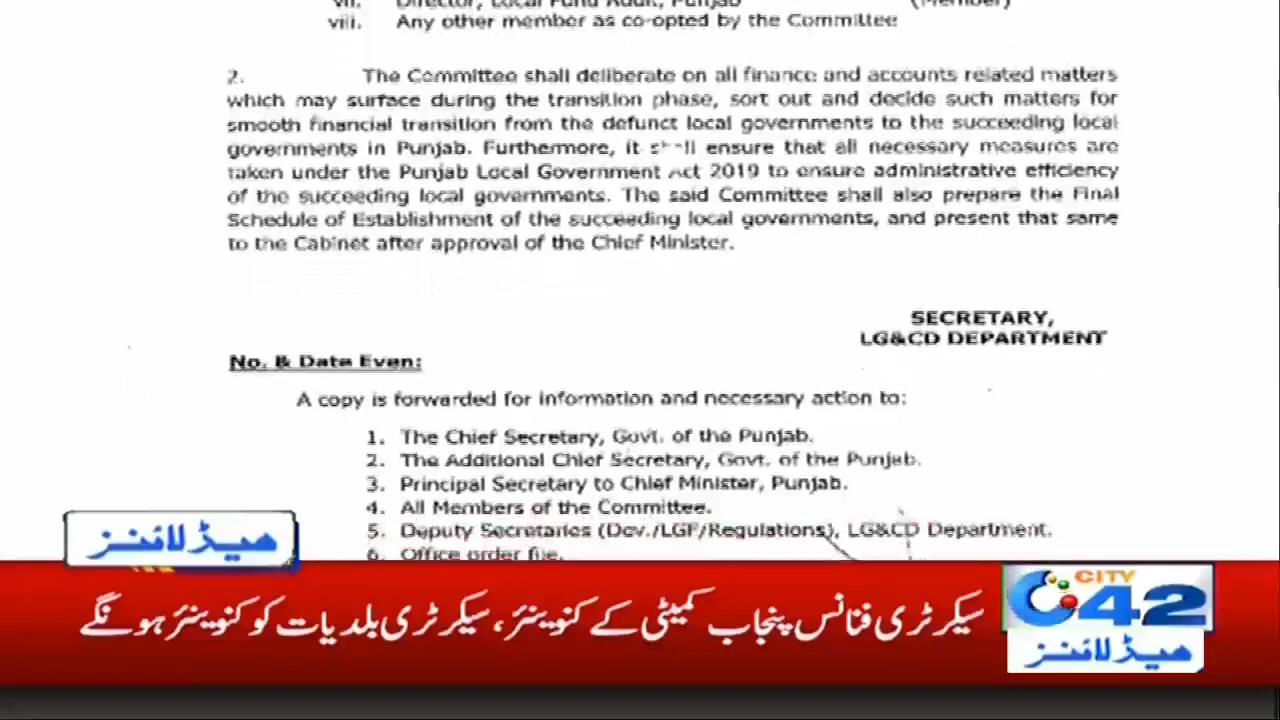 vii. Director, Local Fund Audit, Punjab (Member)
viii. Any other member as co-opted by the Committee
2. The Committee shall deliberate on all finance and accounts related matters
which may surface during the transition phase, sort out and decide such matters for
smooth financial transition from the defunct local governments to the succeeding local
governments in Punjab. Furthermore, it shall ensure that all necessary measures are
taken under the Punjab Local Government Act 2019 to ensure administrative efficiency
of the succeeding local governments. The said Committee shall also prepare the Final
Schedule of Establishment of the succeeding local governments, and present that same
to the Cabinet after approval of the Chief Minister.
SECRETARY,
LG&CD DEPARTMENT
No. & Date Even:
A copy is forwarded for information and necessary action to:
1. The Chief Secretary, Govt. of the Punjab.
2. The Additional Chief Secretary, Govt. of the Punjab.
3. Principal Secretary to Chief Minister, Punjab.
4. All Members of the Committee.
5. Deputy Secretaries (Dev./LGF/Regulations), LG&CD Department.
6. Office order file.
ہیڈلائنز
سیکرٹری فنانس پنجاب کمیٹی کے کنوینئر، سیکرٹری بلدیات کو کنوینئر ہونگے
CITY
42
ہیڈلائنز